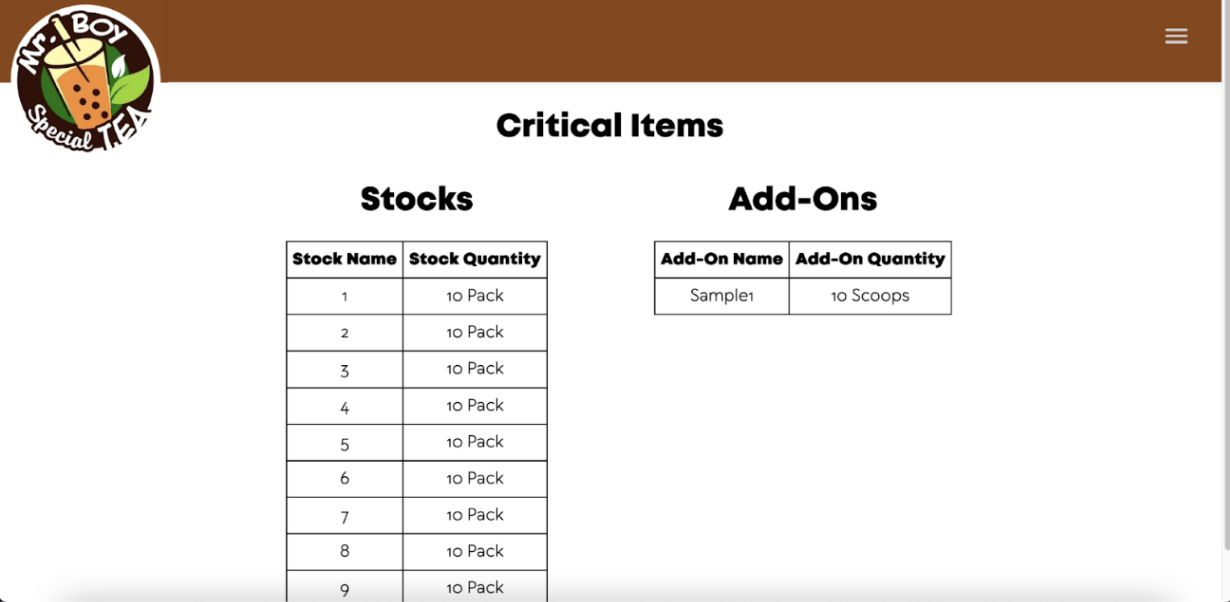 Mr. BOY
Special TEA
Critical Items
Stocks
Stock Name Stock Quantity
1 10 Pack
2 10 Pack
3 10 Pack
4 10 Pack
5 10 Pack
6 10 Pack
7 10 Pack
8 10 Pack
9 10 Pack
Add-Ons
Add-On Name Add-On Quantity
Sample1 10 Scoops